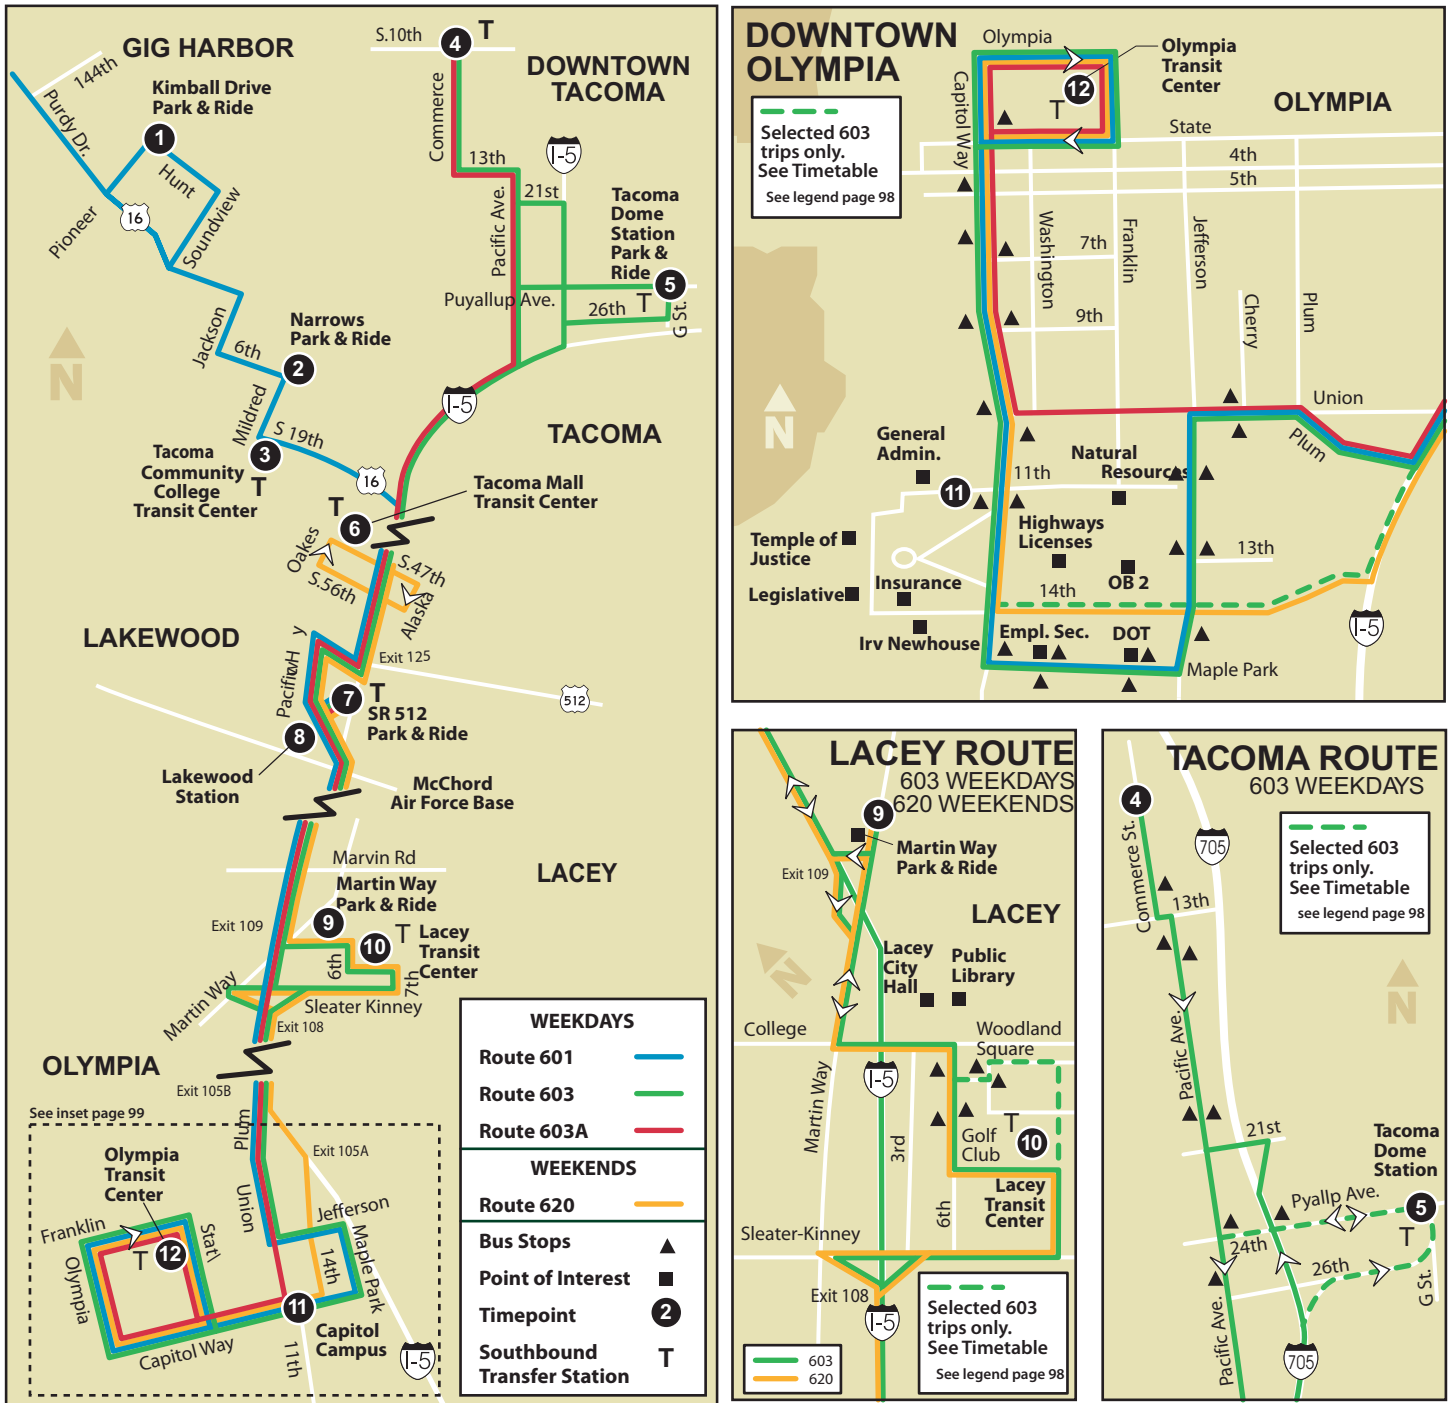 GIG HARBOR
144th
Purdy Dr.
Kimball Drive
Park & Ride
1
Hunt
16
Pioneer
Soundview
Jackson
6th
Narrows
Park & Ride
2
Mildred
S 19th
3
Tacoma
Community
College
Transit Center
T
16
N
S.10th
4
T
DOWNTOWN
TACOMA
Commerce
13th
I-5
21st
Pacific Ave.
Tacoma
Dome
Station
Park &
Ride
5
Puyallup Ave.
T
26th
G St.
I-5
TACOMA
Tacoma Mall
Transit Center
T
6
Oakes
S.47th
S.56th
Alaska
LAKEWOOD
Pacific Hwy
Exit 125
512
7
T
SR 512
Park & Ride
8
Lakewood
Station
McChord
Air Force Base
Marvin Rd
LACEY
Martin Way
Park & Ride
Exit 109
9
10
T
Lacey
Transit
Center
6th
7th
Martin Way
Sleater Kinney
Exit 108
OLYMPIA
Exit 105B
See inset page 99
Plum
Exit 105A
Olympia
Transit
Center
Union
Jefferson
Franklin
Stat\
T
12
Olympia
14th
Maple Park
11
Capitol Way
Capitol
Campus
11th
I-5
WEEKDAYS
Route 601
Route 603
Route 603A
WEEKENDS
Route 620
Bus Stops
Point of Interest
Timepoint
2
Southbound
Transfer Station
T
DOWNTOWN
OLYMPIA
Selected 603
trips only.
See Timetable
See legend page 98
Olympia
12
T
Olympia
Transit
Center
OLYMPIA
Capitol Way
State
4th
5th
Washington
7th
Franklin
Jefferson
9th
Cherry
Plum
Union
N
General
Admin.
11
11th
Natural
Resources
Plum
Highways
Licenses
Temple of
Justice
OB 2
13th
Legislative
Insurance
14th
Irv Newhouse
Empl. Sec.
DOT
Maple Park
I-5
LACEY ROUTE
603 WEEKDAYS
620 WEEKENDS
9
Martin Way
Park & Ride
Exit 109
LACEY
N
Lacey
City
Hall
Public
Library
College
Woodland
Square
Martin Way
I-5
3rd
Golf
Club
T
10
6th
Lacey
Transit
Center
Sleater-Kinney
Exit 108
I-5
603
620
Selected 603
trips only.
See Timetable
See legend page 98
TACOMA ROUTE
603 WEEKDAYS
4
Commerce St.
705
Selected 603
trips only.
See Timetable
see legend page 98
13th
N
Pacific Ave.
21st
Tacoma
Dome
Station
Pyallp Ave.
5
24th
T
26th
G St.
Pacific Ave.
705